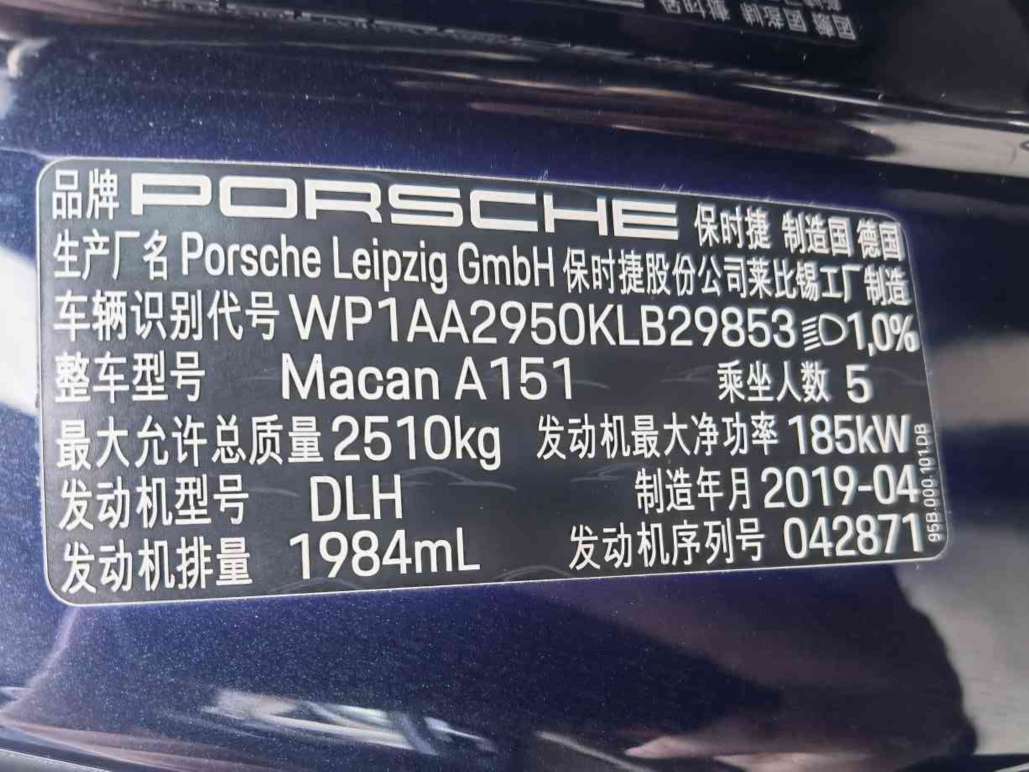 品牌 PORSCHE 保时捷 制造国 德国
生产厂名 Porsche Leipzig GmbH 保时捷股份公司莱比锡工厂制造
车辆识别代号 WP1AA2950KLB29853 1,0%
整车型号 Macan A151 乘坐人数 5
最大允许总质量 2510kg 发动机最大净功率 185kW
发动机型号 DLH 制造年月 2019-04
发动机排量 1984mL 发动机序列号 042871
95B.000.101.DB